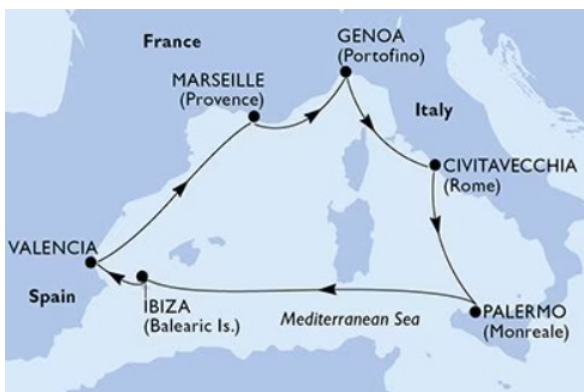 GENOA
(Portofino)
France
MARSEILLE
(Provence)
Italy
CIVITAVECCHIA
(Rome)
VALENCIA
Spain
IBIZA
(Balearic Is.)
Mediterranean Sea
PALERMO
(Monreale)